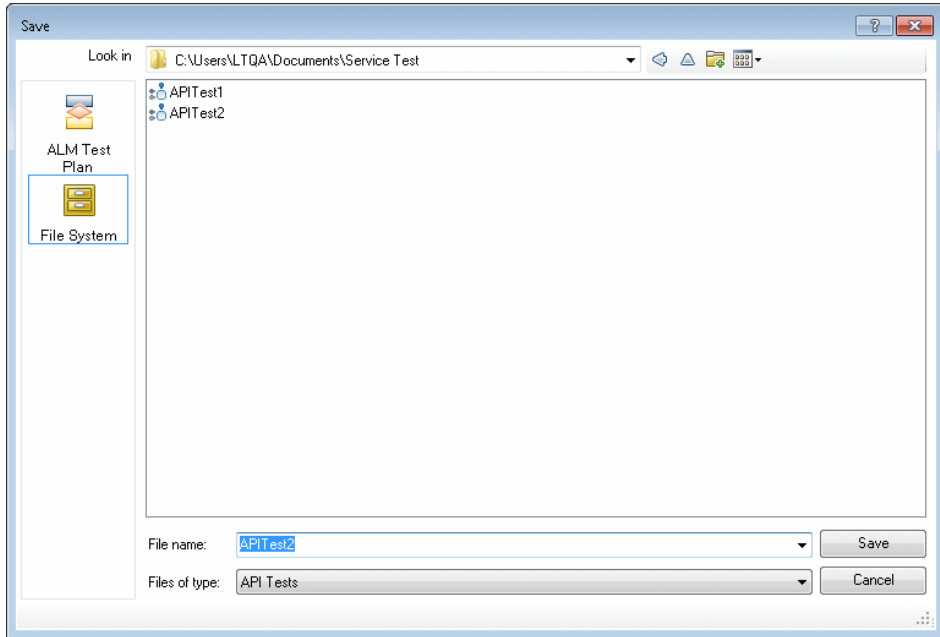 Save
Look in
C:\Users\LTQA\Documents\Service Test
ALM Test
Plan
File System
APITest1
APITest2
File name:
APITest2
Save
Files of type:
API Tests
Cancel